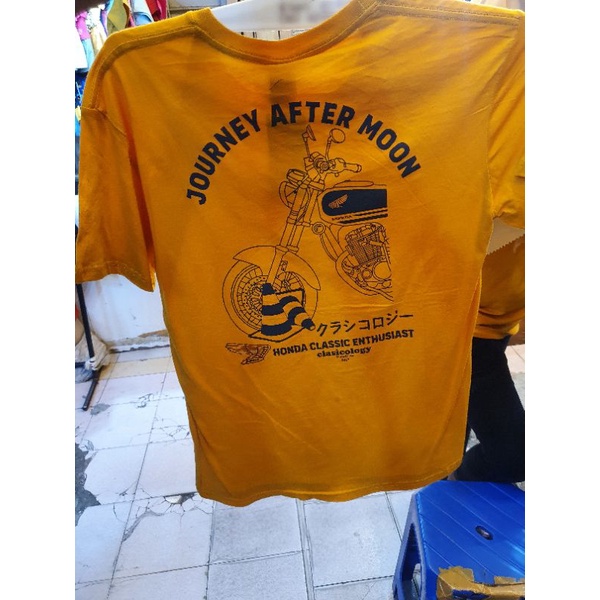 JOURNEY AFTER MOON
クラシコロジー
HONDA CLASSIC ENTHUSIAST
clasicology